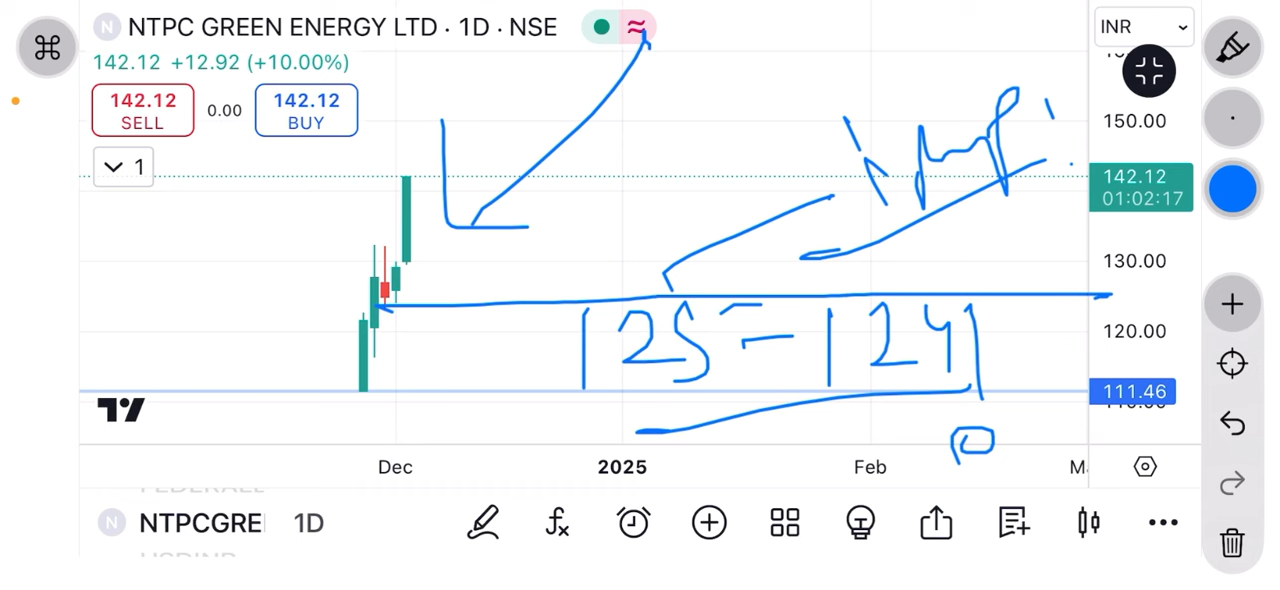 NTPC GREEN ENERGY LTD · 1D · NSE
INR
142.12 +12.92 (+10.00%)
142.12 SELL 0.00 142.12 BUY
150.00
1
142.12
01:02:17
130.00
125 - 124
120.00
111.46
Dec 2025 Feb
NTPCGRE 1D